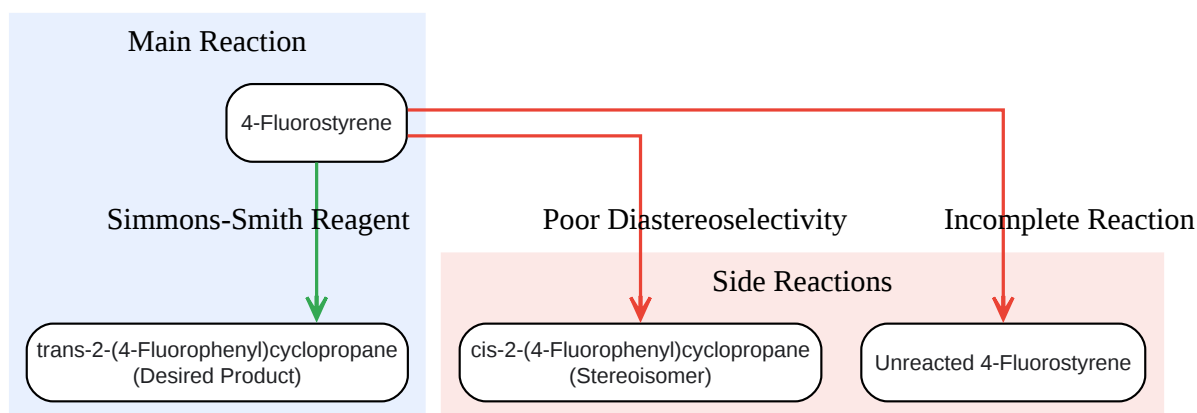 Main Reaction
4-Fluorostyrene
Simmons-Smith Reagent
Poor Diastereoselectivity
Incomplete Reaction
Side Reactions
trans-2-(4-Fluorophenyl)cyclopropane
(Desired Product)
cis-2-(4-Fluorophenyl)cyclopropane
(Stereoisomer)
Unreacted 4-Fluorostyrene